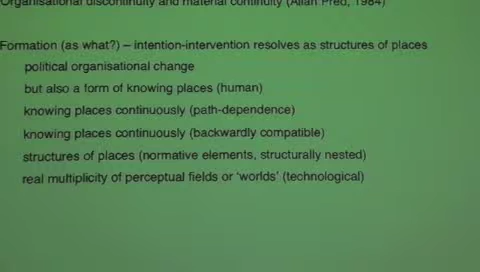 Organisational discontinuity and material continuity (Allan Pred, 1984)
Formation (as what?) – intention-intervention resolves as structures of places
political organisational change
but also a form of knowing places (human)
knowing places continuously (path-dependence)
knowing places continuously (backwardly compatible)
structures of places (normative elements, structurally nested)
real multiplicity of perceptual fields or ‘worlds’ (technological)